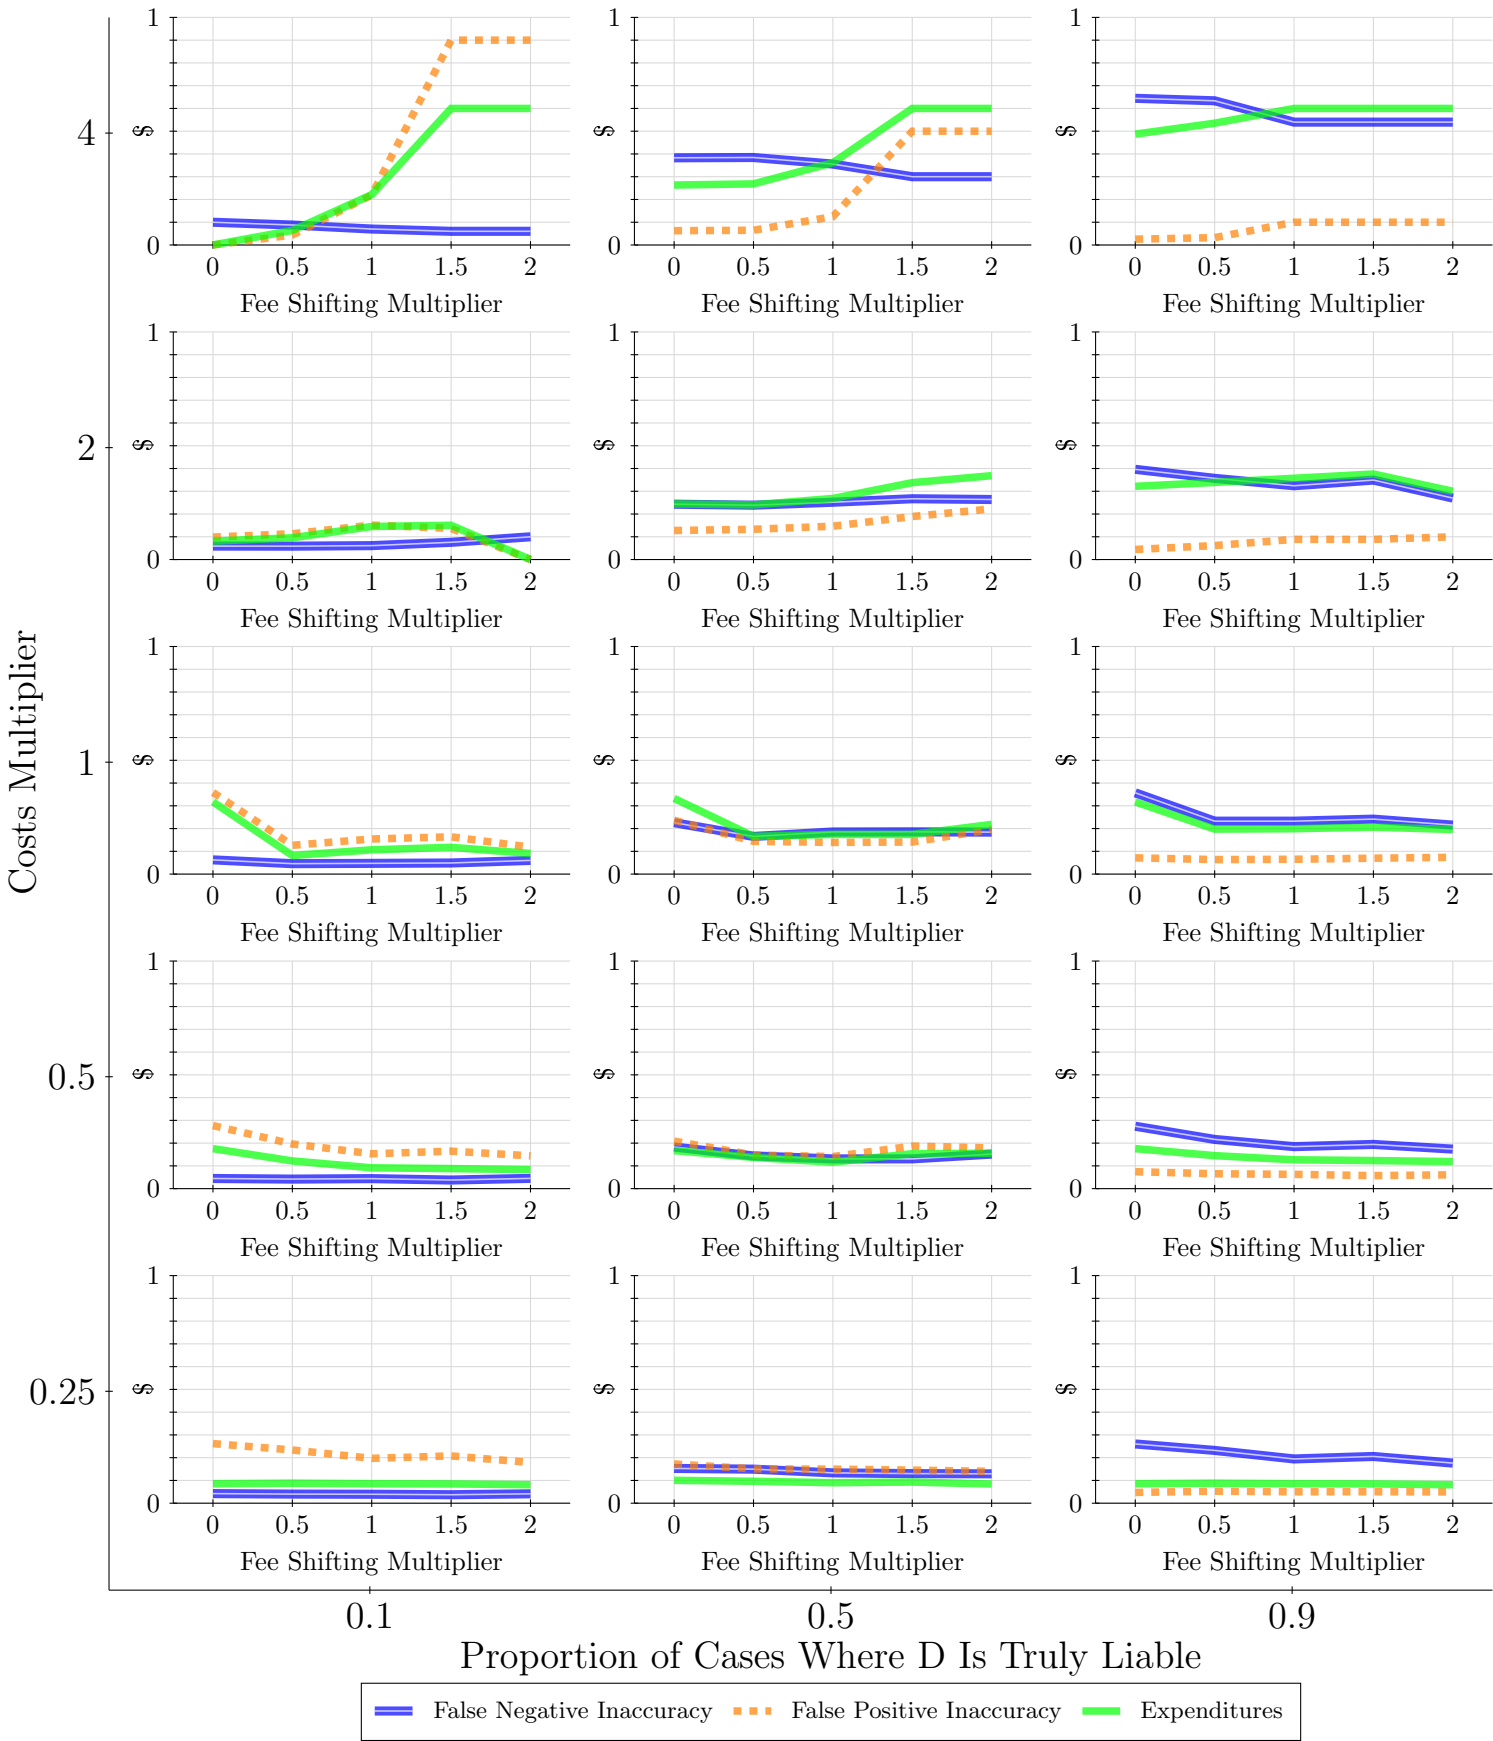 1
$
0
0 0.5 1 1.5 2
Fee Shifting Multiplier
1
$
0
0 0.5 1 1.5 2
Fee Shifting Multiplier
1
$
0
0 0.5 1 1.5 2
Fee Shifting Multiplier
4
1
$
0
0 0.5 1 1.5 2
Fee Shifting Multiplier
1
$
0
0 0.5 1 1.5 2
Fee Shifting Multiplier
1
$
0
0 0.5 1 1.5 2
Fee Shifting Multiplier
2
1
$
0
0 0.5 1 1.5 2
Fee Shifting Multiplier
1
$
0
0 0.5 1 1.5 2
Fee Shifting Multiplier
1
$
0
0 0.5 1 1.5 2
Fee Shifting Multiplier
1
Costs Multiplier
1
$
0
0 0.5 1 1.5 2
Fee Shifting Multiplier
1
$
0
0 0.5 1 1.5 2
Fee Shifting Multiplier
1
$
0
0 0.5 1 1.5 2
Fee Shifting Multiplier
0.5
1
$
0
0 0.5 1 1.5 2
Fee Shifting Multiplier
1
$
0
0 0.5 1 1.5 2
Fee Shifting Multiplier
1
$
0
0 0.5 1 1.5 2
Fee Shifting Multiplier
0.25
0.1 0.5 0.9
Proportion of Cases Where D Is Truly Liable
False Negative Inaccuracy False Positive Inaccuracy Expenditures